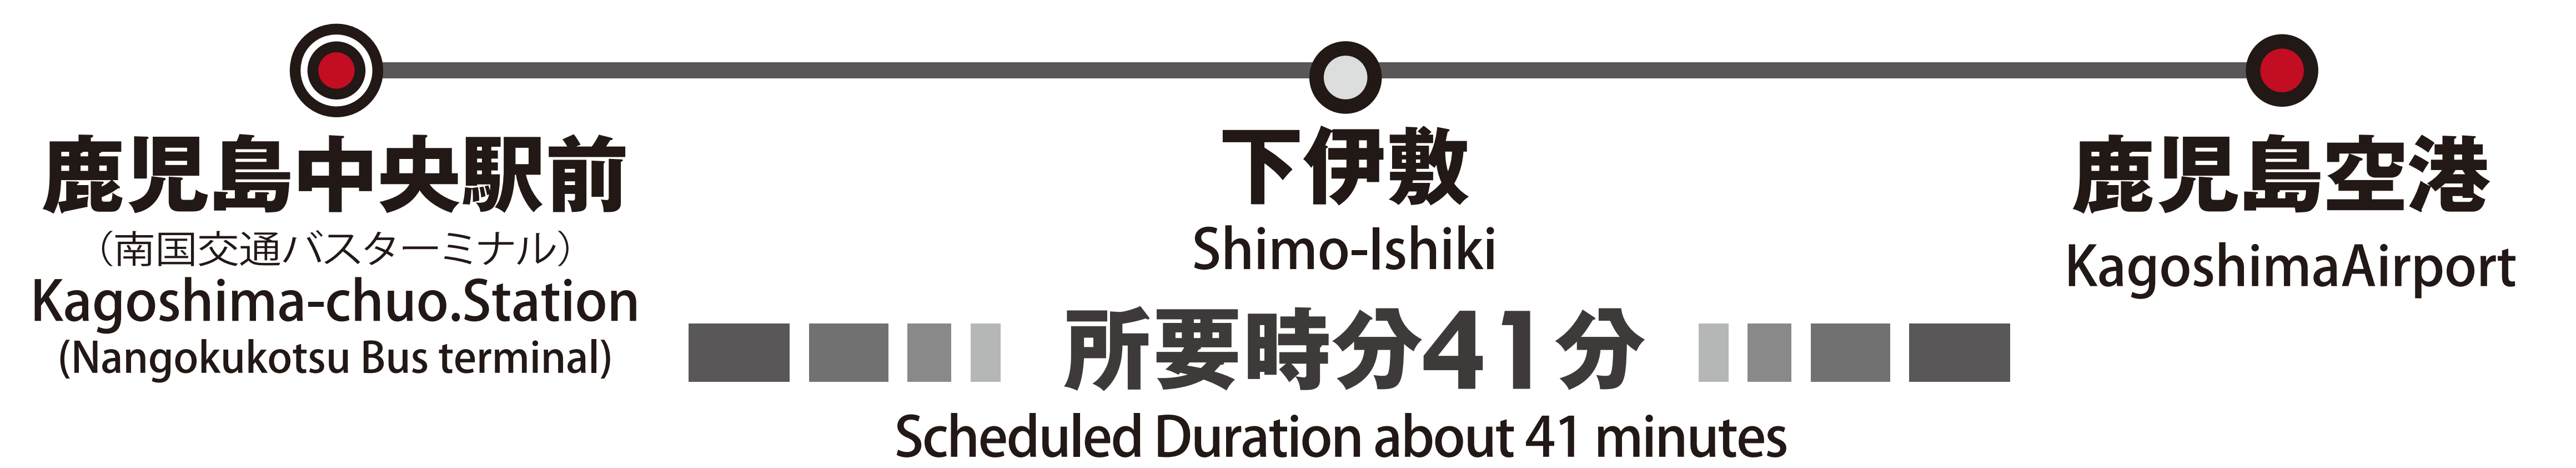 鹿児島中央駅前
（南国交通バスターミナル）
Kagoshima-chuo.Station
(Nangokukotsu Bus terminal)
下伊敷
Shimo-Ishiki
鹿児島空港
KagoshimaAirport
所要時分41分
Scheduled Duration about 41 minutes